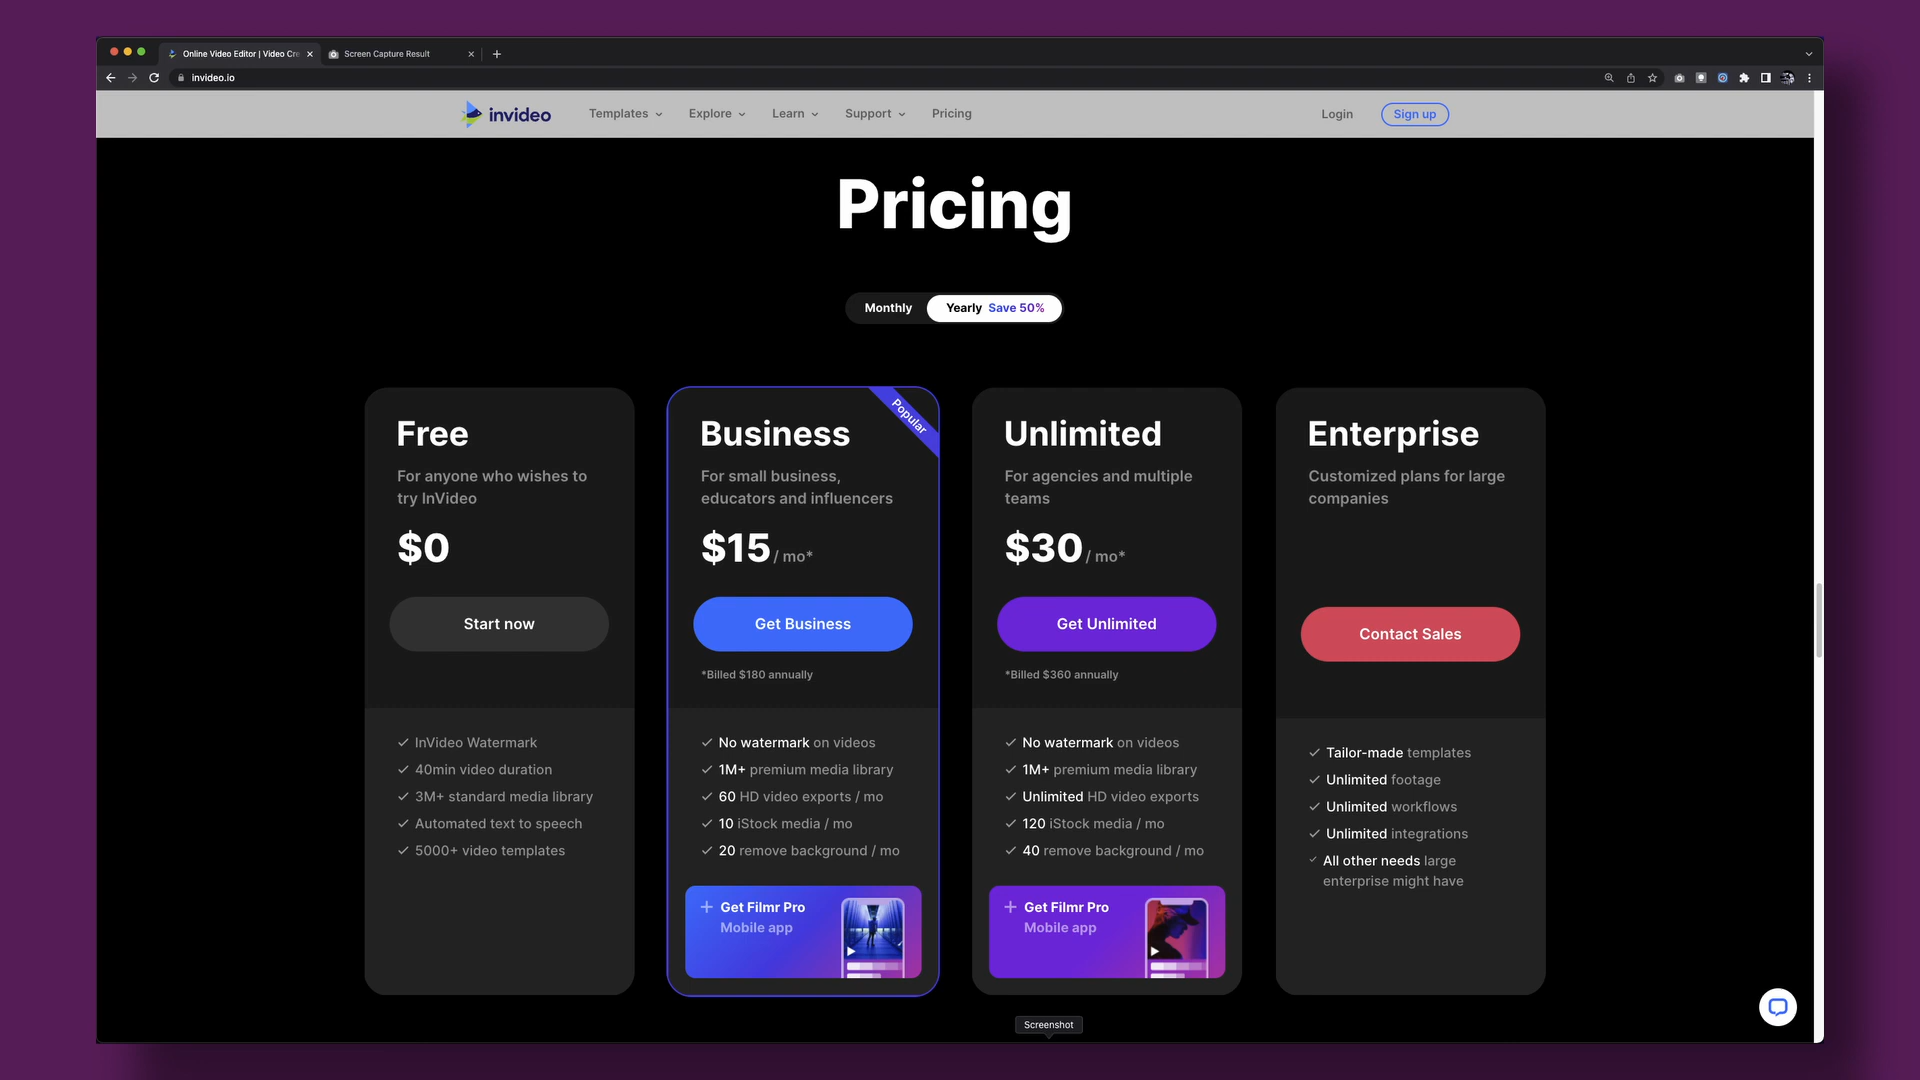 Online Video Editor | Video Cre
Screen Capture Result
invideo.io
invideo
Templates
Explore
Learn
Support
Pricing
Login
Sign up
Pricing
Monthly
Yearly Save 50%
Free
For anyone who wishes to
try InVideo
$0
Start now
InVideo Watermark
40min video duration
3M+ standard media library
Automated text to speech
5000+ video templates
Popular
Business
For small business,
educators and influencers
$15 / mo*
Get Business
*Billed $180 annually
No watermark on videos
1M+ premium media library
60 HD video exports / mo
10 iStock media / mo
20 remove background / mo
Get Filmr Pro
Mobile app
Unlimited
For agencies and multiple
teams
$30 / mo*
Get Unlimited
*Billed $360 annually
No watermark on videos
1M+ premium media library
Unlimited HD video exports
120 iStock media / mo
40 remove background / mo
Get Filmr Pro
Mobile app
Enterprise
Customized plans for large
companies
Contact Sales
Tailor-made templates
Unlimited footage
Unlimited workflows
Unlimited integrations
All other needs large
enterprise might have
Screenshot